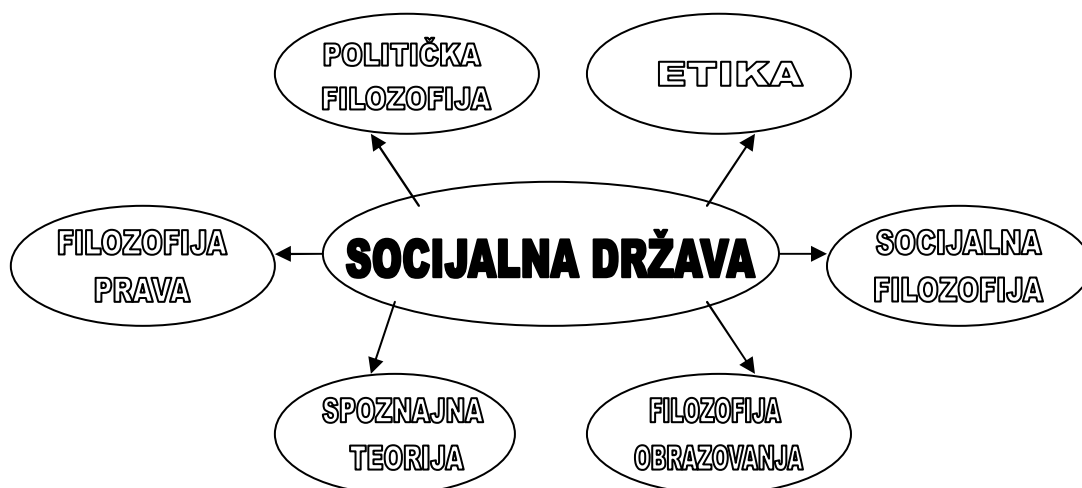 POLITIČKA
FILOZOFIJA
ETIKA
FILOZOFIJA
PRAVA
SOCIJALNA DRŽAVA
SOCIJALNA
FILOZOFIJA
SPOZNAJNA
TEORIJA
FILOZOFIJA
OBRAZOVANJA